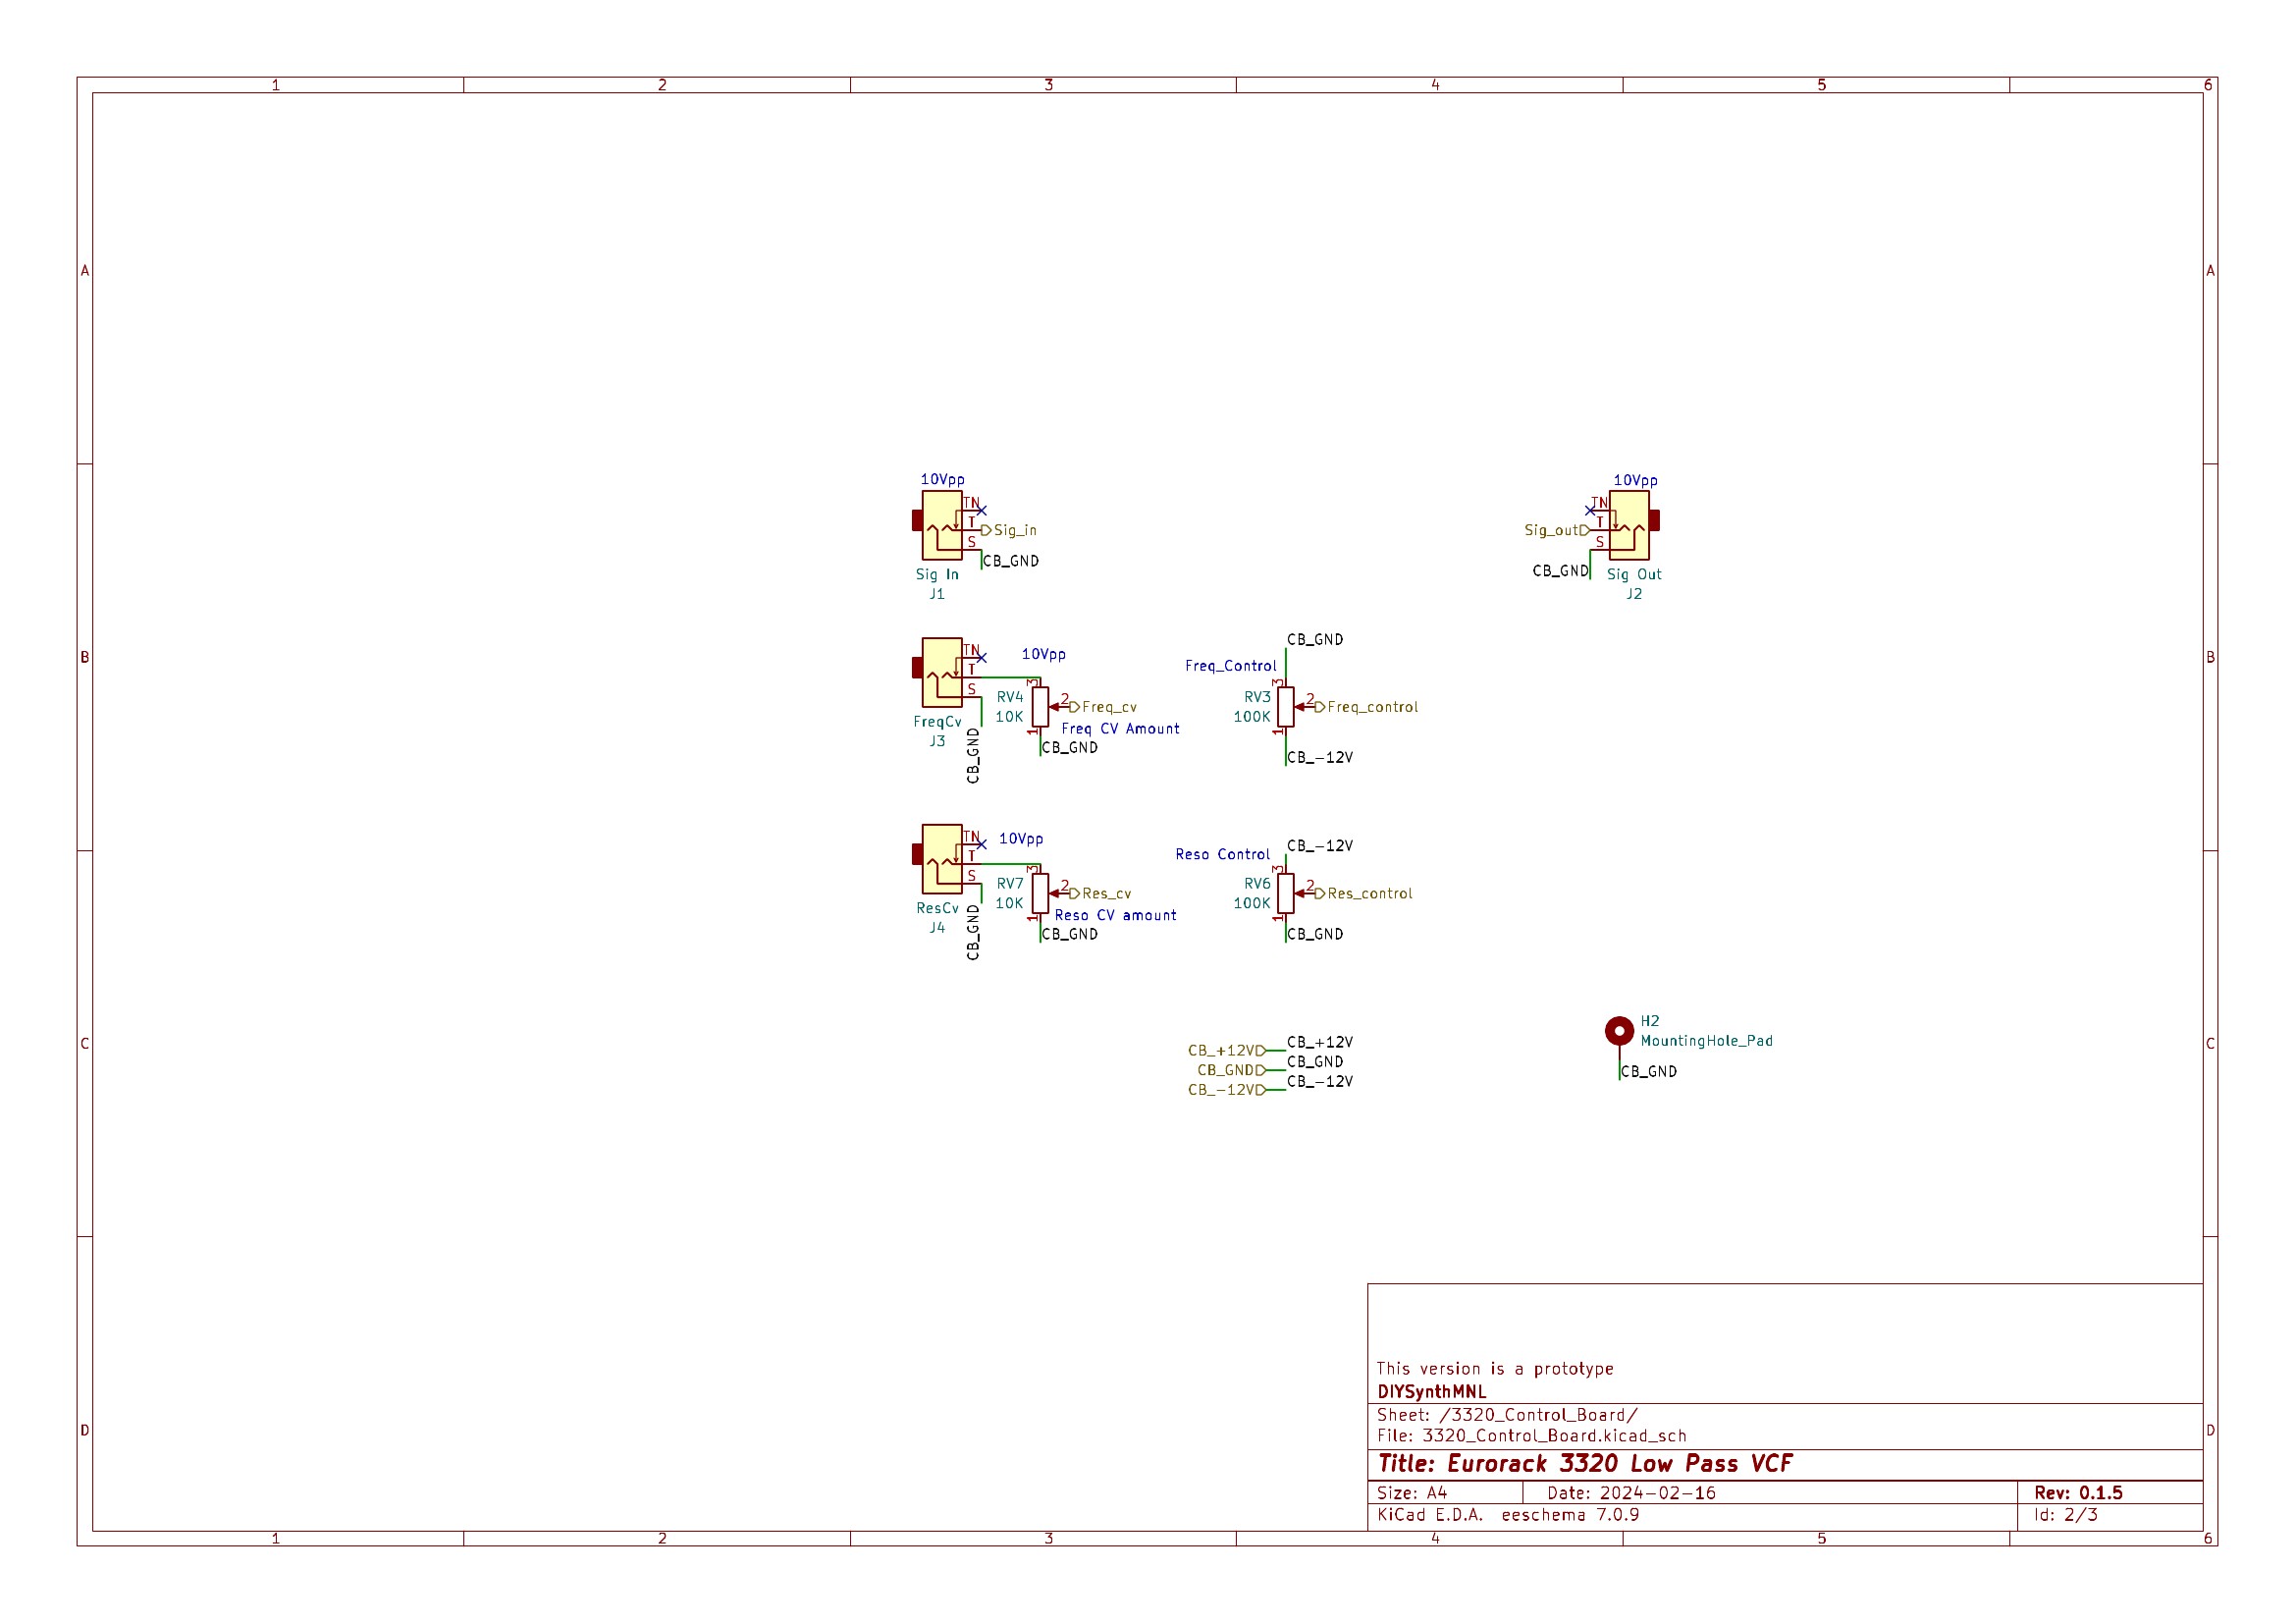 1 2 3 4 5 6
A A
10Vpp
TN
T
S
Sig_in
CB_GND
Sig In
J1
10Vpp
TN
T
S
Sig_out
CB_GND
Sig Out
J2
B B
TN
T
S
10Vpp
CB_GND
FreqCv
J3
RV4
10K
3
2
1
Freq_cv
Freq CV Amount
CB_GND
CB_GND
Freq_Control
RV3
100K
3
2
1
Freq_control
CB_-12V
TN
T
S
10Vpp
CB_GND
ResCv
J4
RV7
10K
3
2
1
Res_cv
Reso CV amount
CB_GND
CB_-12V
Reso Control
RV6
100K
3
2
1
Res_control
CB_GND
C C
CB_+12V CB_+12V
CB_GND CB_GND
CB_-12V CB_-12V
H2
MountingHole_Pad
CB_GND
D D
This version is a prototype
DIYSynthMNL
Sheet: /3320_Control_Board/
File: 3320_Control_Board.kicad_sch
Title: Eurorack 3320 Low Pass VCF
Size: A4 Date: 2024-02-16 Rev: 0.1.5
KiCad E.D.A. eeschema 7.0.9 Id: 2/3
1 2 3 4 5 6